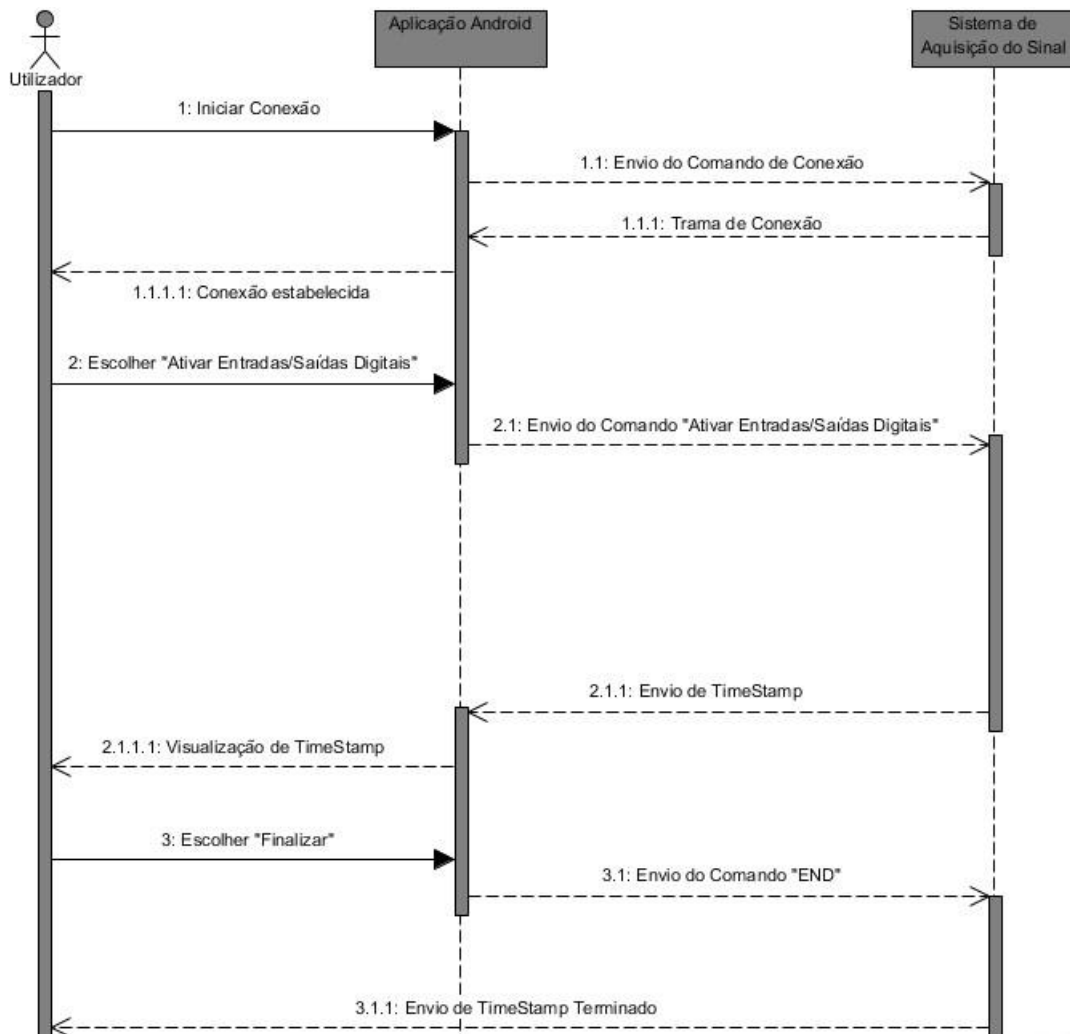 Aplicação Android
Sistema de
Aquisição do Sinal
Utilizador
1: Iniciar Conexão
1.1: Envio do Comando de Conexão
1.1.1: Trama de Conexão
1.1.1.1: Conexão estabelecida
2: Escolher "Ativar Entradas/Saídas Digitais"
2.1: Envio do Comando "Ativar Entradas/Saídas Digitais"
2.1.1: Envio de TimeStamp
2.1.1.1: Visualização de TimeStamp
3: Escolher "Finalizar"
3.1: Envio do Comando "END"
3.1.1: Envio de TimeStamp Terminado